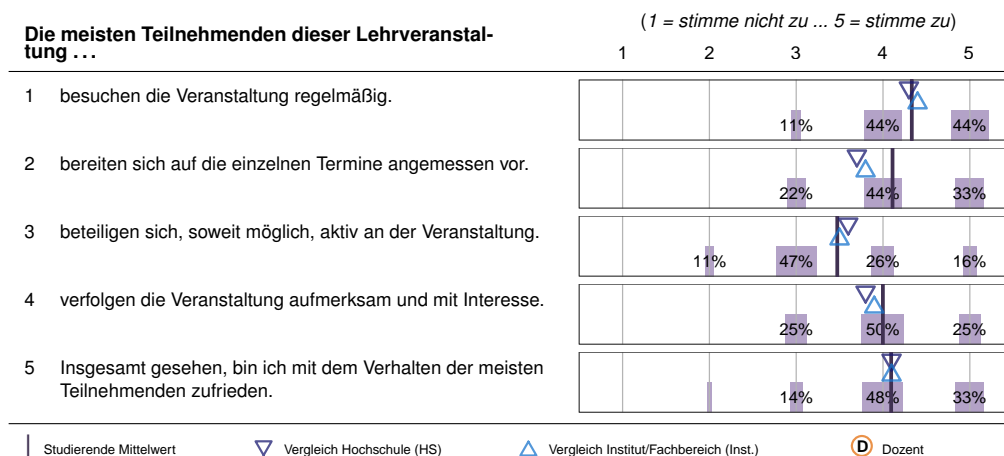 (1 = stimme nicht zu ... 5 = stimme zu)
Die meisten Teilnehmenden dieser Lehrveranstal-
tung ...
1 2 3 4 5
1 besuchen die Veranstaltung regelmäßig.
11% 44% 44%
2 bereiten sich auf die einzelnen Termine angemessen vor.
22% 44% 33%
3 beteiligen sich, soweit möglich, aktiv an der Veranstaltung.
11% 47% 26% 16%
4 verfolgen die Veranstaltung aufmerksam und mit Interesse.
25% 50% 25%
5 Insgesamt gesehen, bin ich mit dem Verhalten der meisten
Teilnehmenden zufrieden.
14% 48% 33%
Studierende Mittelwert Vergleich Hochschule (HS) Vergleich Institut/Fachbereich (Inst.) D Dozent